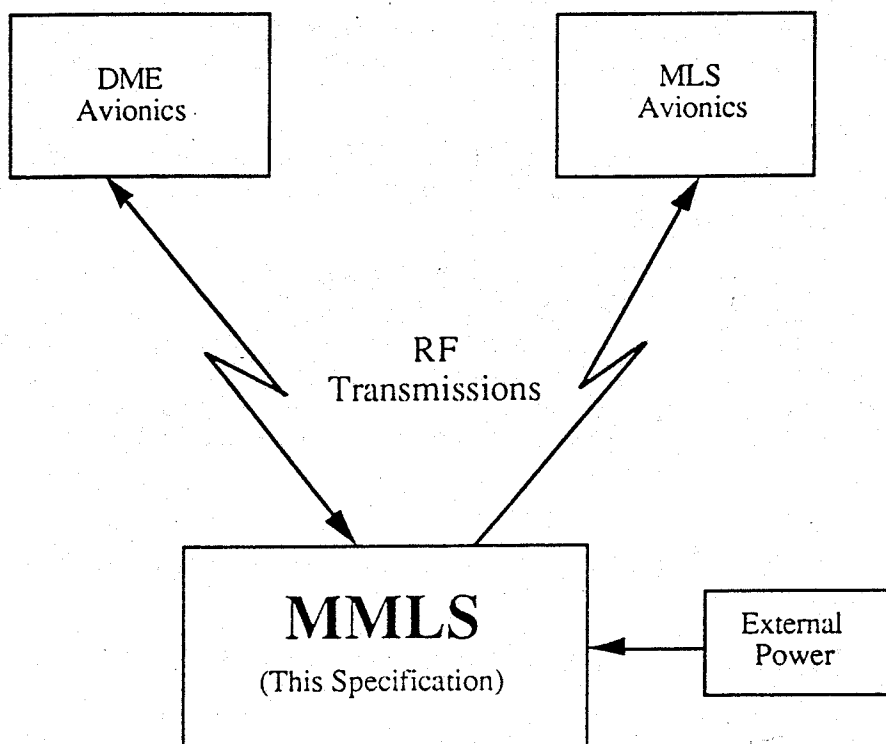 DME
Avionics
MLS
Avionics
RF
Transmissions
MMLS
(This Specification)
External
Power